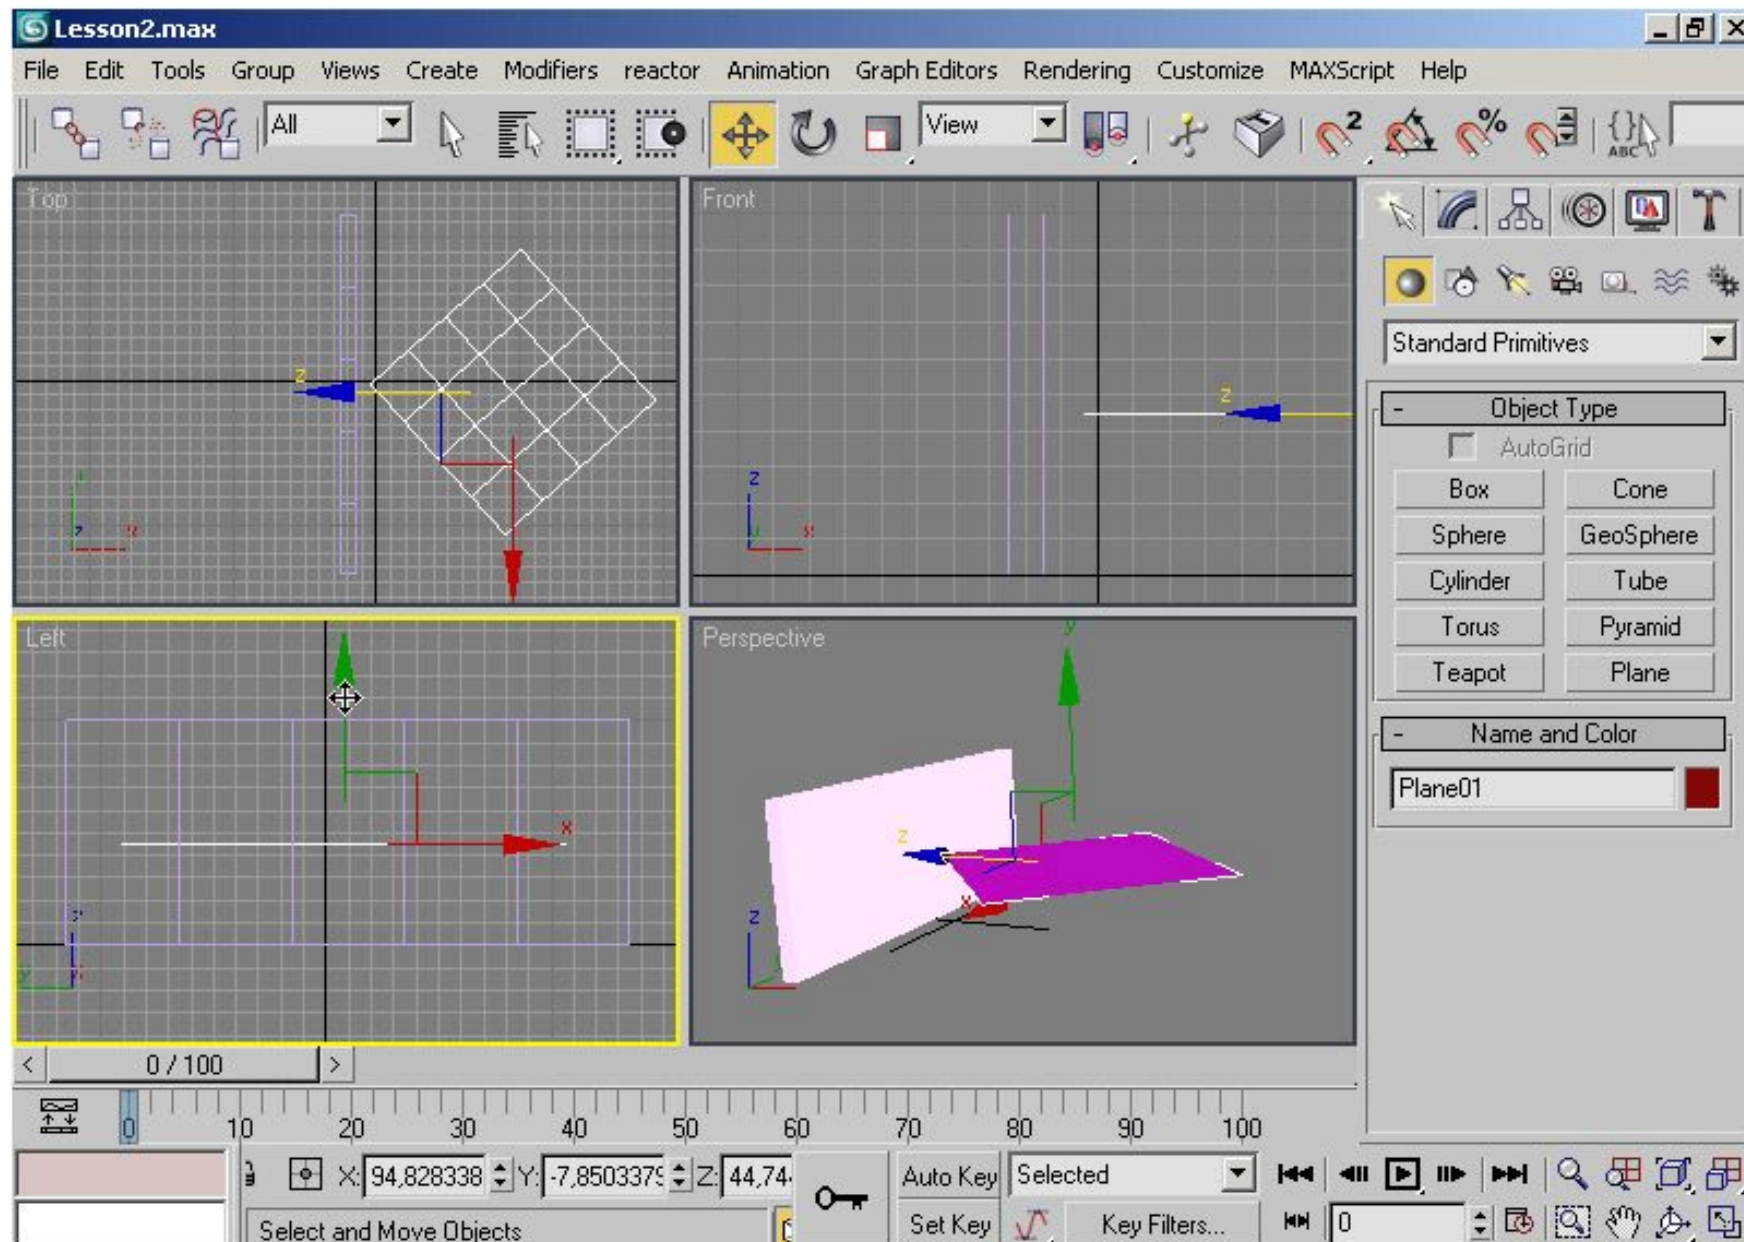 Lesson2.max
File Edit Tools Group Views Create Modifiers reactor Animation Graph Editors Rendering Customize MAXScript Help
All View 2 % {} ABC
Top Front
Standard Primitives
Object Type
AutoGrid
Box Cone
Sphere GeoSphere
Cylinder Tube
Torus Pyramid
Teapot Plane
Name and Color
Plane01
z z
z x
z x
Left Perspective
y
x z
x
z
y
0 / 100
0 10 20 30 40 50 60 70 80 90 100
X: 94,828338 Y: -7,8503379 Z: 44,74
Auto Key Selected
Select and Move Objects
Set Key Key Filters... 0